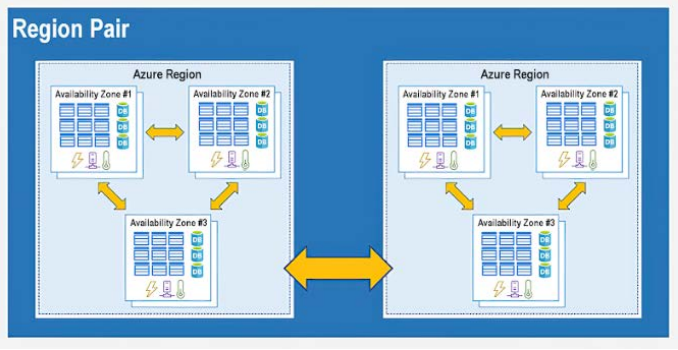 Region Pair
Azure Region
Availability Zone #1
DB
DB
DB
Availability Zone #2
DB
DB
DB
Availability Zone #3
DB
DB
DB
Azure Region
Availability Zone #1
DB
DB
DB
Availability Zone #2
DB
DB
DB
Availability Zone #3
DB
DB
DB